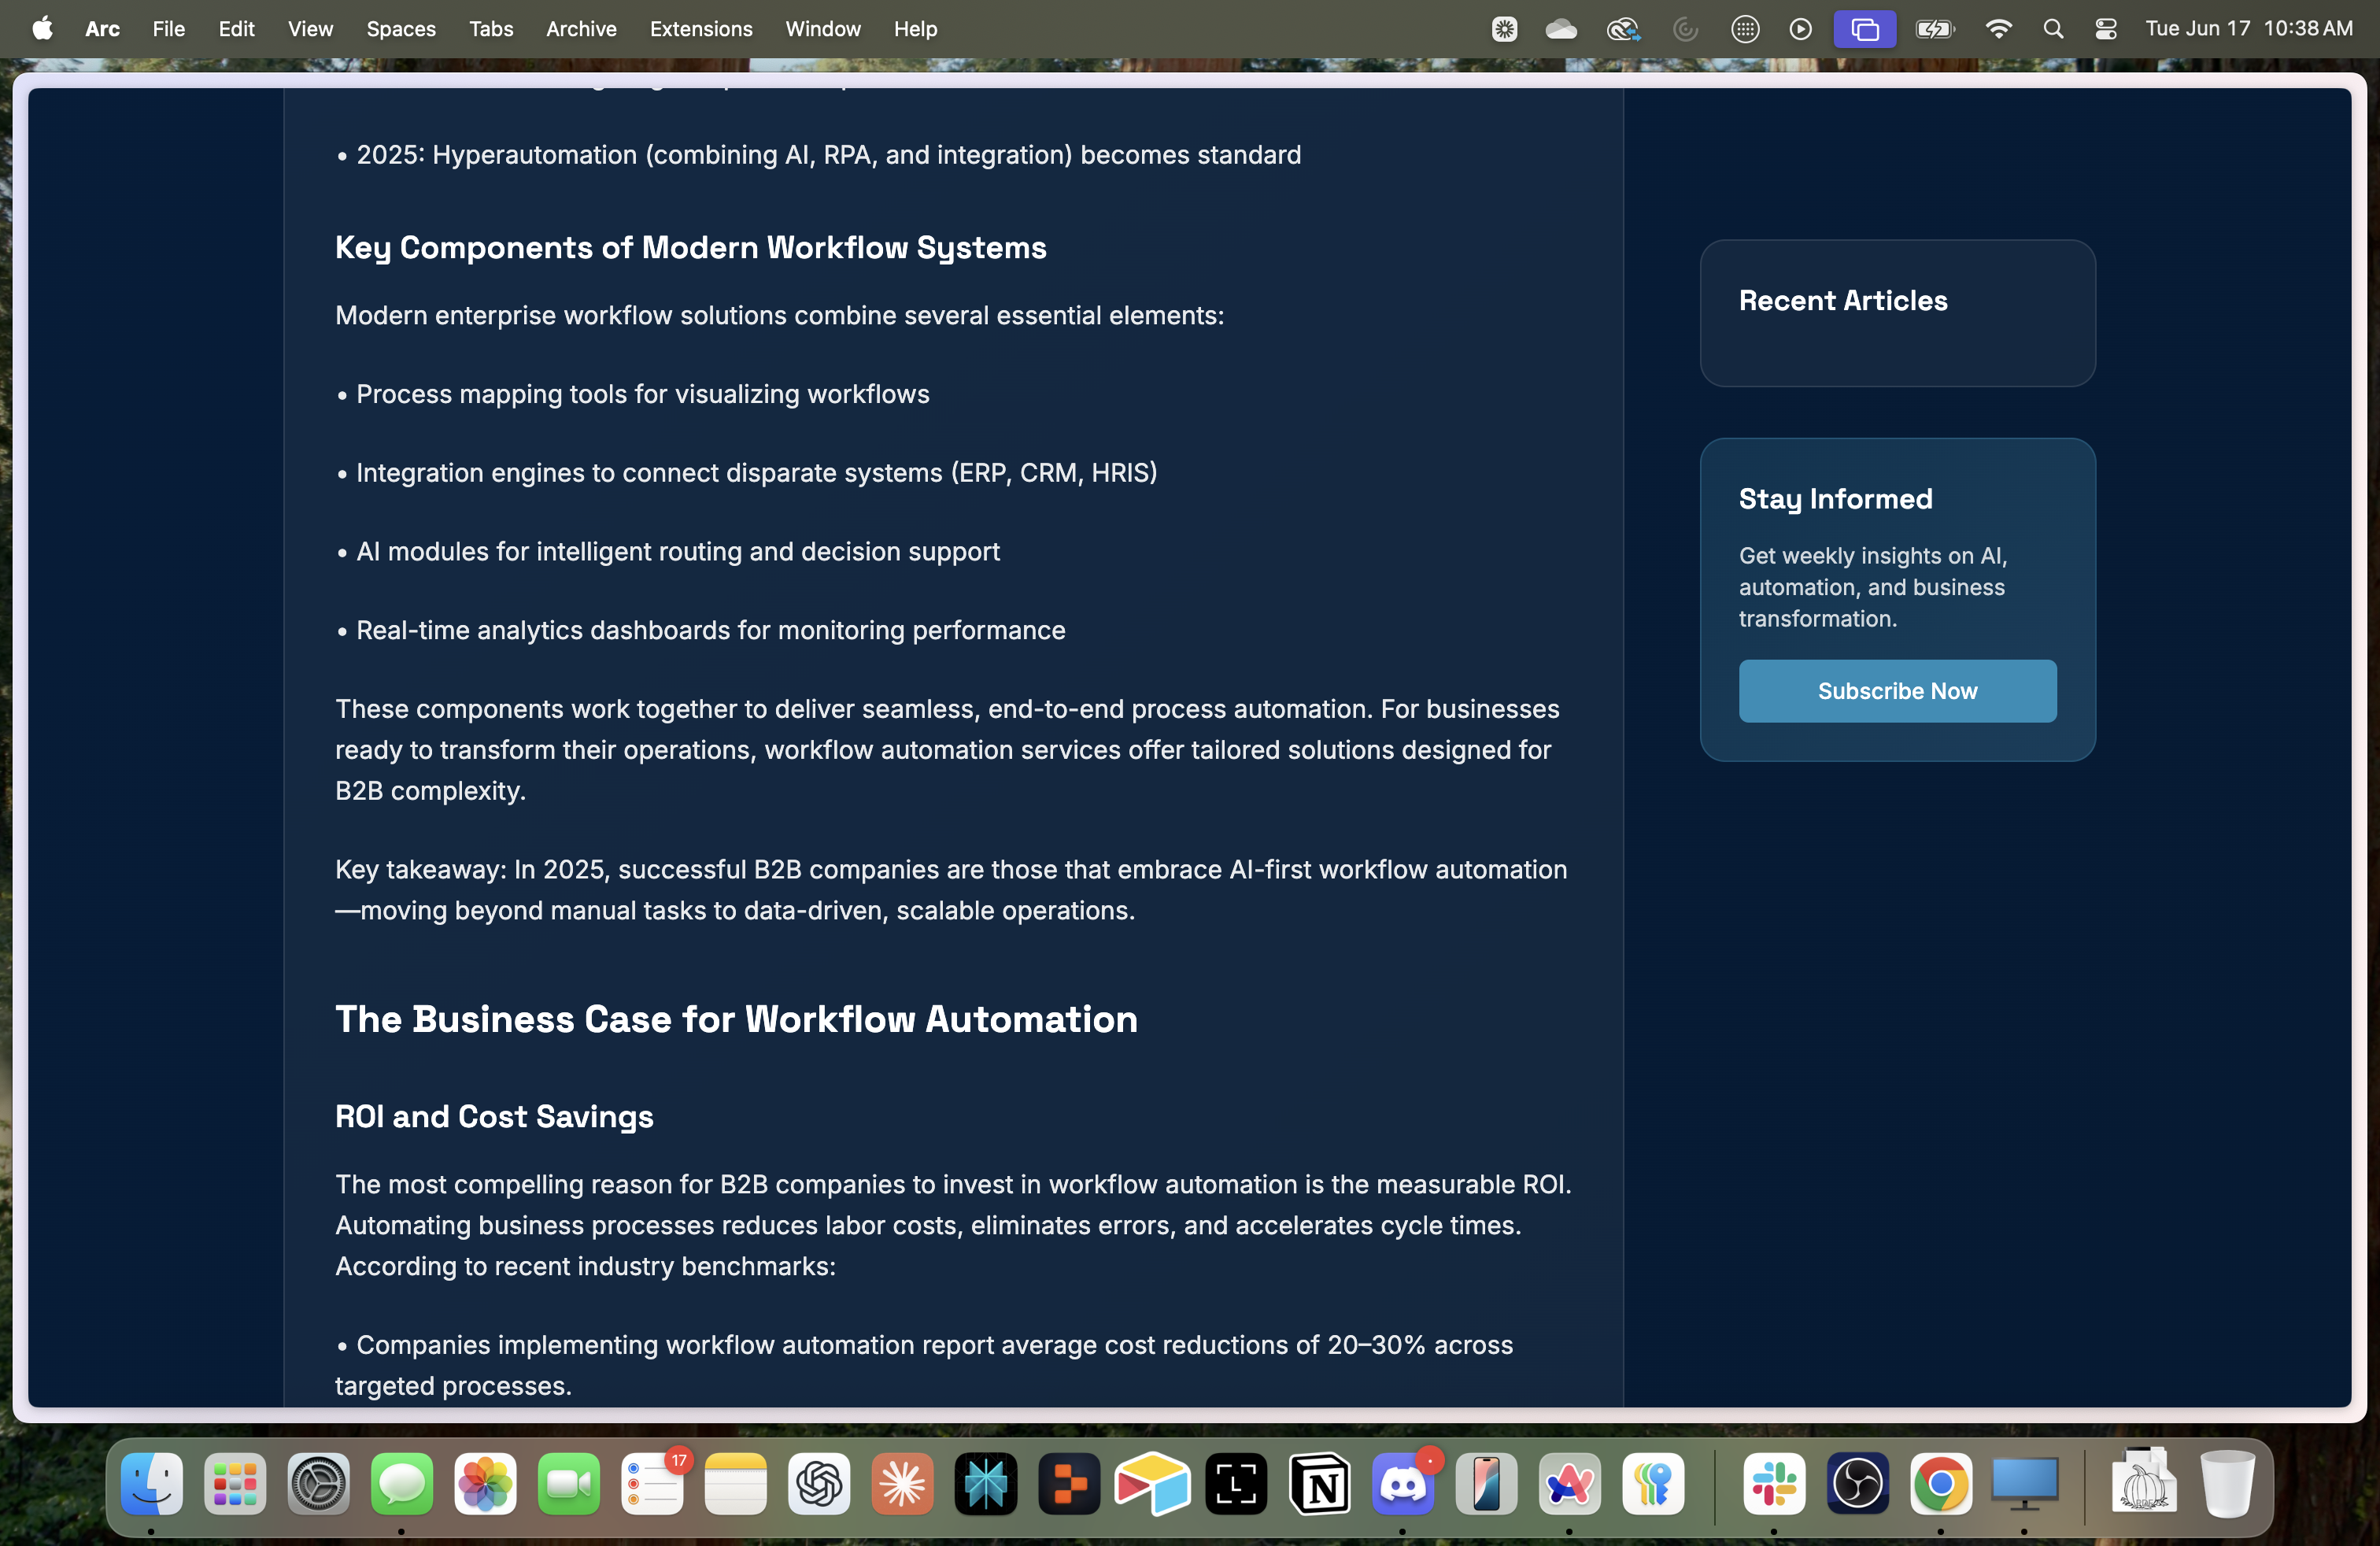 Arc File Edit View Spaces Tabs Archive Extensions Window Help Tue Jun 17 10:38 AM
• 2025: Hyperautomation (combining AI, RPA, and integration) becomes standard
Key Components of Modern Workflow Systems
Modern enterprise workflow solutions combine several essential elements:
• Process mapping tools for visualizing workflows
• Integration engines to connect disparate systems (ERP, CRM, HRIS)
• AI modules for intelligent routing and decision support
• Real-time analytics dashboards for monitoring performance
These components work together to deliver seamless, end-to-end process automation. For businesses
ready to transform their operations, workflow automation services offer tailored solutions designed for
B2B complexity.
Key takeaway: In 2025, successful B2B companies are those that embrace AI-first workflow automation
—moving beyond manual tasks to data-driven, scalable operations.
The Business Case for Workflow Automation
ROI and Cost Savings
The most compelling reason for B2B companies to invest in workflow automation is the measurable ROI.
Automating business processes reduces labor costs, eliminates errors, and accelerates cycle times.
According to recent industry benchmarks:
• Companies implementing workflow automation report average cost reductions of 20–30% across
targeted processes.
Recent Articles
Stay Informed
Get weekly insights on AI,
automation, and business
transformation.
Subscribe Now
17